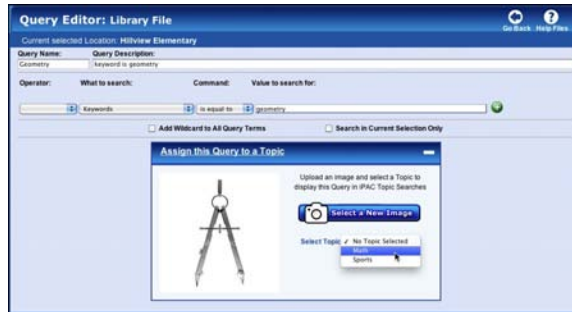 Query Editor: Library File
Go Back Help Files
Current selected Location: Hillview Elementary
Query Name: Query Description:
Geometry keyword is geometry
Operator: What to search: Command: Value to search for:
Keywords is equal to geometry
Add Wildcard to All Query Terms Search in Current Selection Only
Assign this Query to a Topic
Upload an image and select a Topic to
display this Query in iPAC Topic Searches
Select a New Image
Select Topic ✓ No Topic Selected
Math
Sports